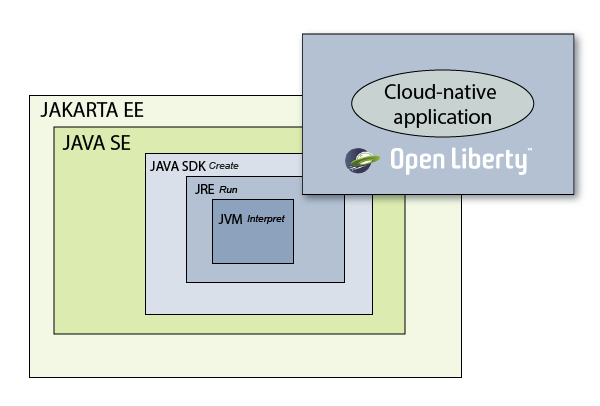 Cloud-native
application
Open Liberty™
JAKARTA EE
JAVA SE
JAVA SDK Create
JRE Run
JVM Interpret